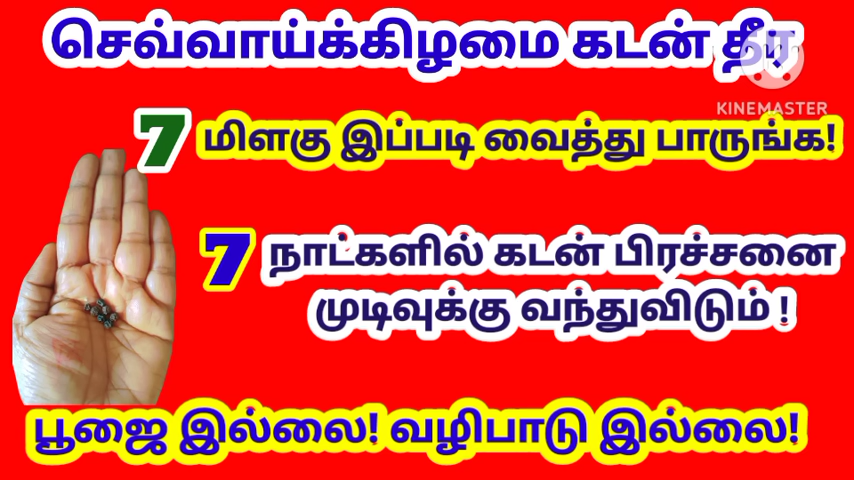 செவ்வாய்க்கிழமை கடன் தீர
KINEMASTER
7 மிளகு இப்படி வைத்து பாருங்க!
7 நாட்களில் கடன் பிரச்சனை
முடிவுக்கு வந்துவிடும் !
பூஜை இல்லை! வழிபாடு இல்லை!